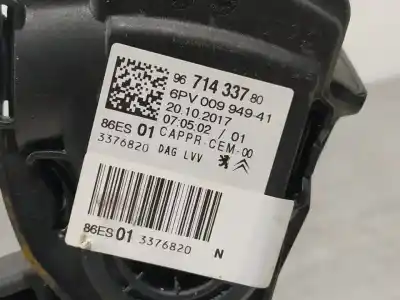 96 714 337 80
6PV 009 949-41
20.10.2017
07:05:02 / 01
86ES 01 CAPPR-CEM-00
3376820 DAG LVV
86ES 01 3376820 N